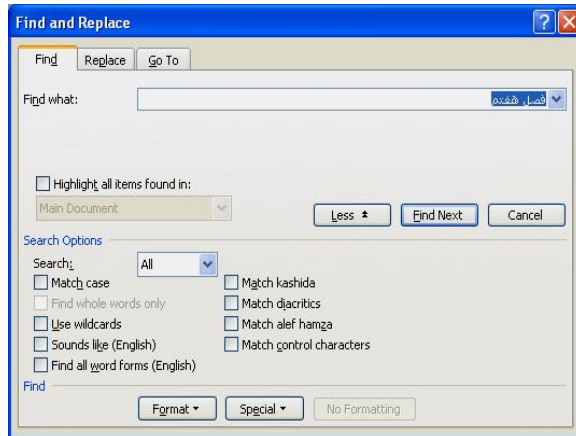 Find and Replace
Find Replace Go To
Find what: فصل هفتم
Highlight all items found in:
Main Document
Less Find Next Cancel
Search Options
Search: All
Match case Match kashida
Find whole words only Match diacritics
Use wildcards Match alef hamza
Sounds like (English) Match control characters
Find all word forms (English)
Find
Format Special No Formatting